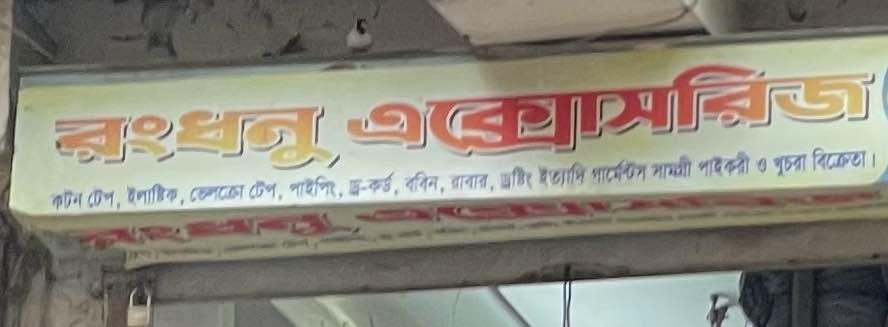 রংধনু এক্সোসরিজ
কটন টেপ, ইলাষ্টিক, ভেলকো টেপ, পাইপিং, ড্র-কর্ড, ববিন, রাবার, ইত্যাদি গার্মেন্টস সামগ্রী পাইকারী ও খুচরা বিক্রেতা।